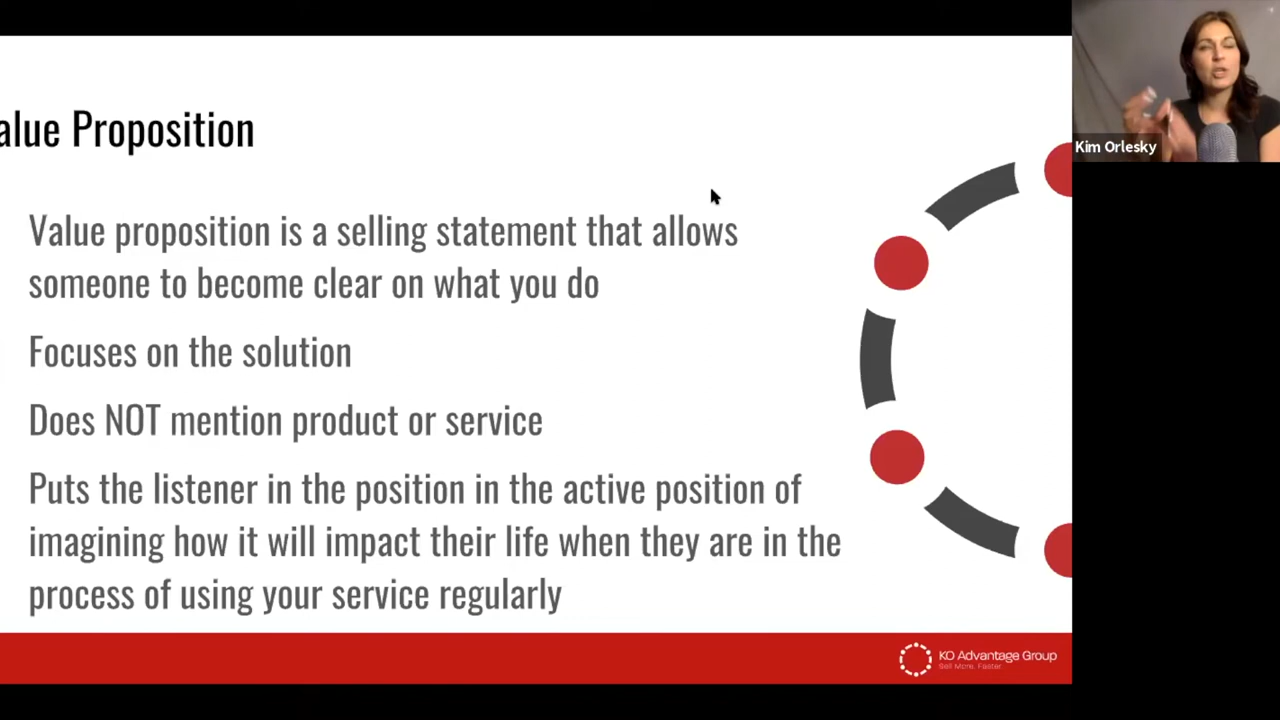 alue Proposition
Value proposition is a selling statement that allows
someone to become clear on what you do
Focuses on the solution
Does NOT mention product or service
Puts the listener in the position in the active position of
imagining how it will impact their life when they are in the
process of using your service regularly
Kim Orlesky
KO Advantage Group
Sell More. Faster